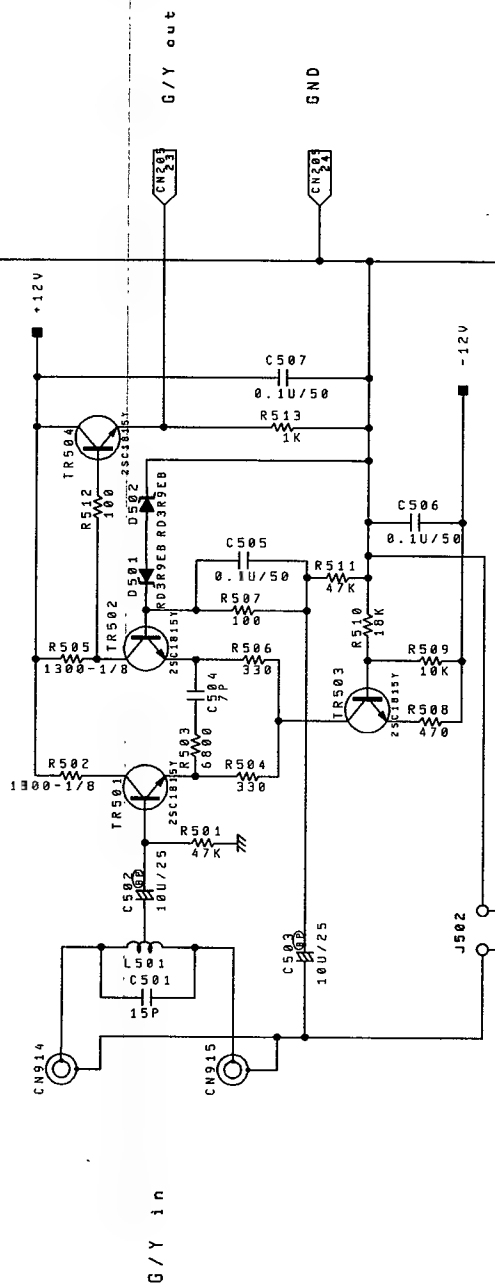 G/Y out
GND
CN205
23
CN205
24
+12V
-12V
C507
0.1U/50
TR504
2SC1815Y
R513
1K
R512
100
D502
RD3R9EB
D501
RD3R9EB
C506
0.1U/50
C505
0.1U/50
R511
47K
R507
100
R510
18K
TR502
2SC1815Y
R505
1300-1/8
R506
330
R509
10K
C504
7P
TR503
2SC1815Y
R508
470
R503
6800
R502
1300-1/8
R504
330
TR501
2SC1815Y
R501
47K
C502
BP
10U/25
C503
BP
10U/25
L501
C501
15P
J502
CN914
CN915
G/Y in